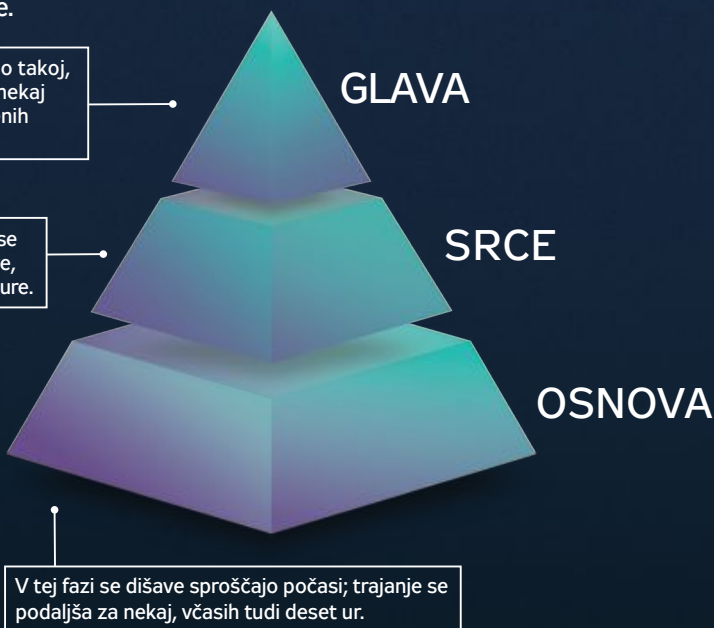 e.
o takoj,
nekaj
enih
GLAVA
se
e,
ure.
SRCE
OSNOVA
V tej fazi se dišave sproščajo počasi; trajanje se
podaljša za nekaj, včasih tudi deset ur.